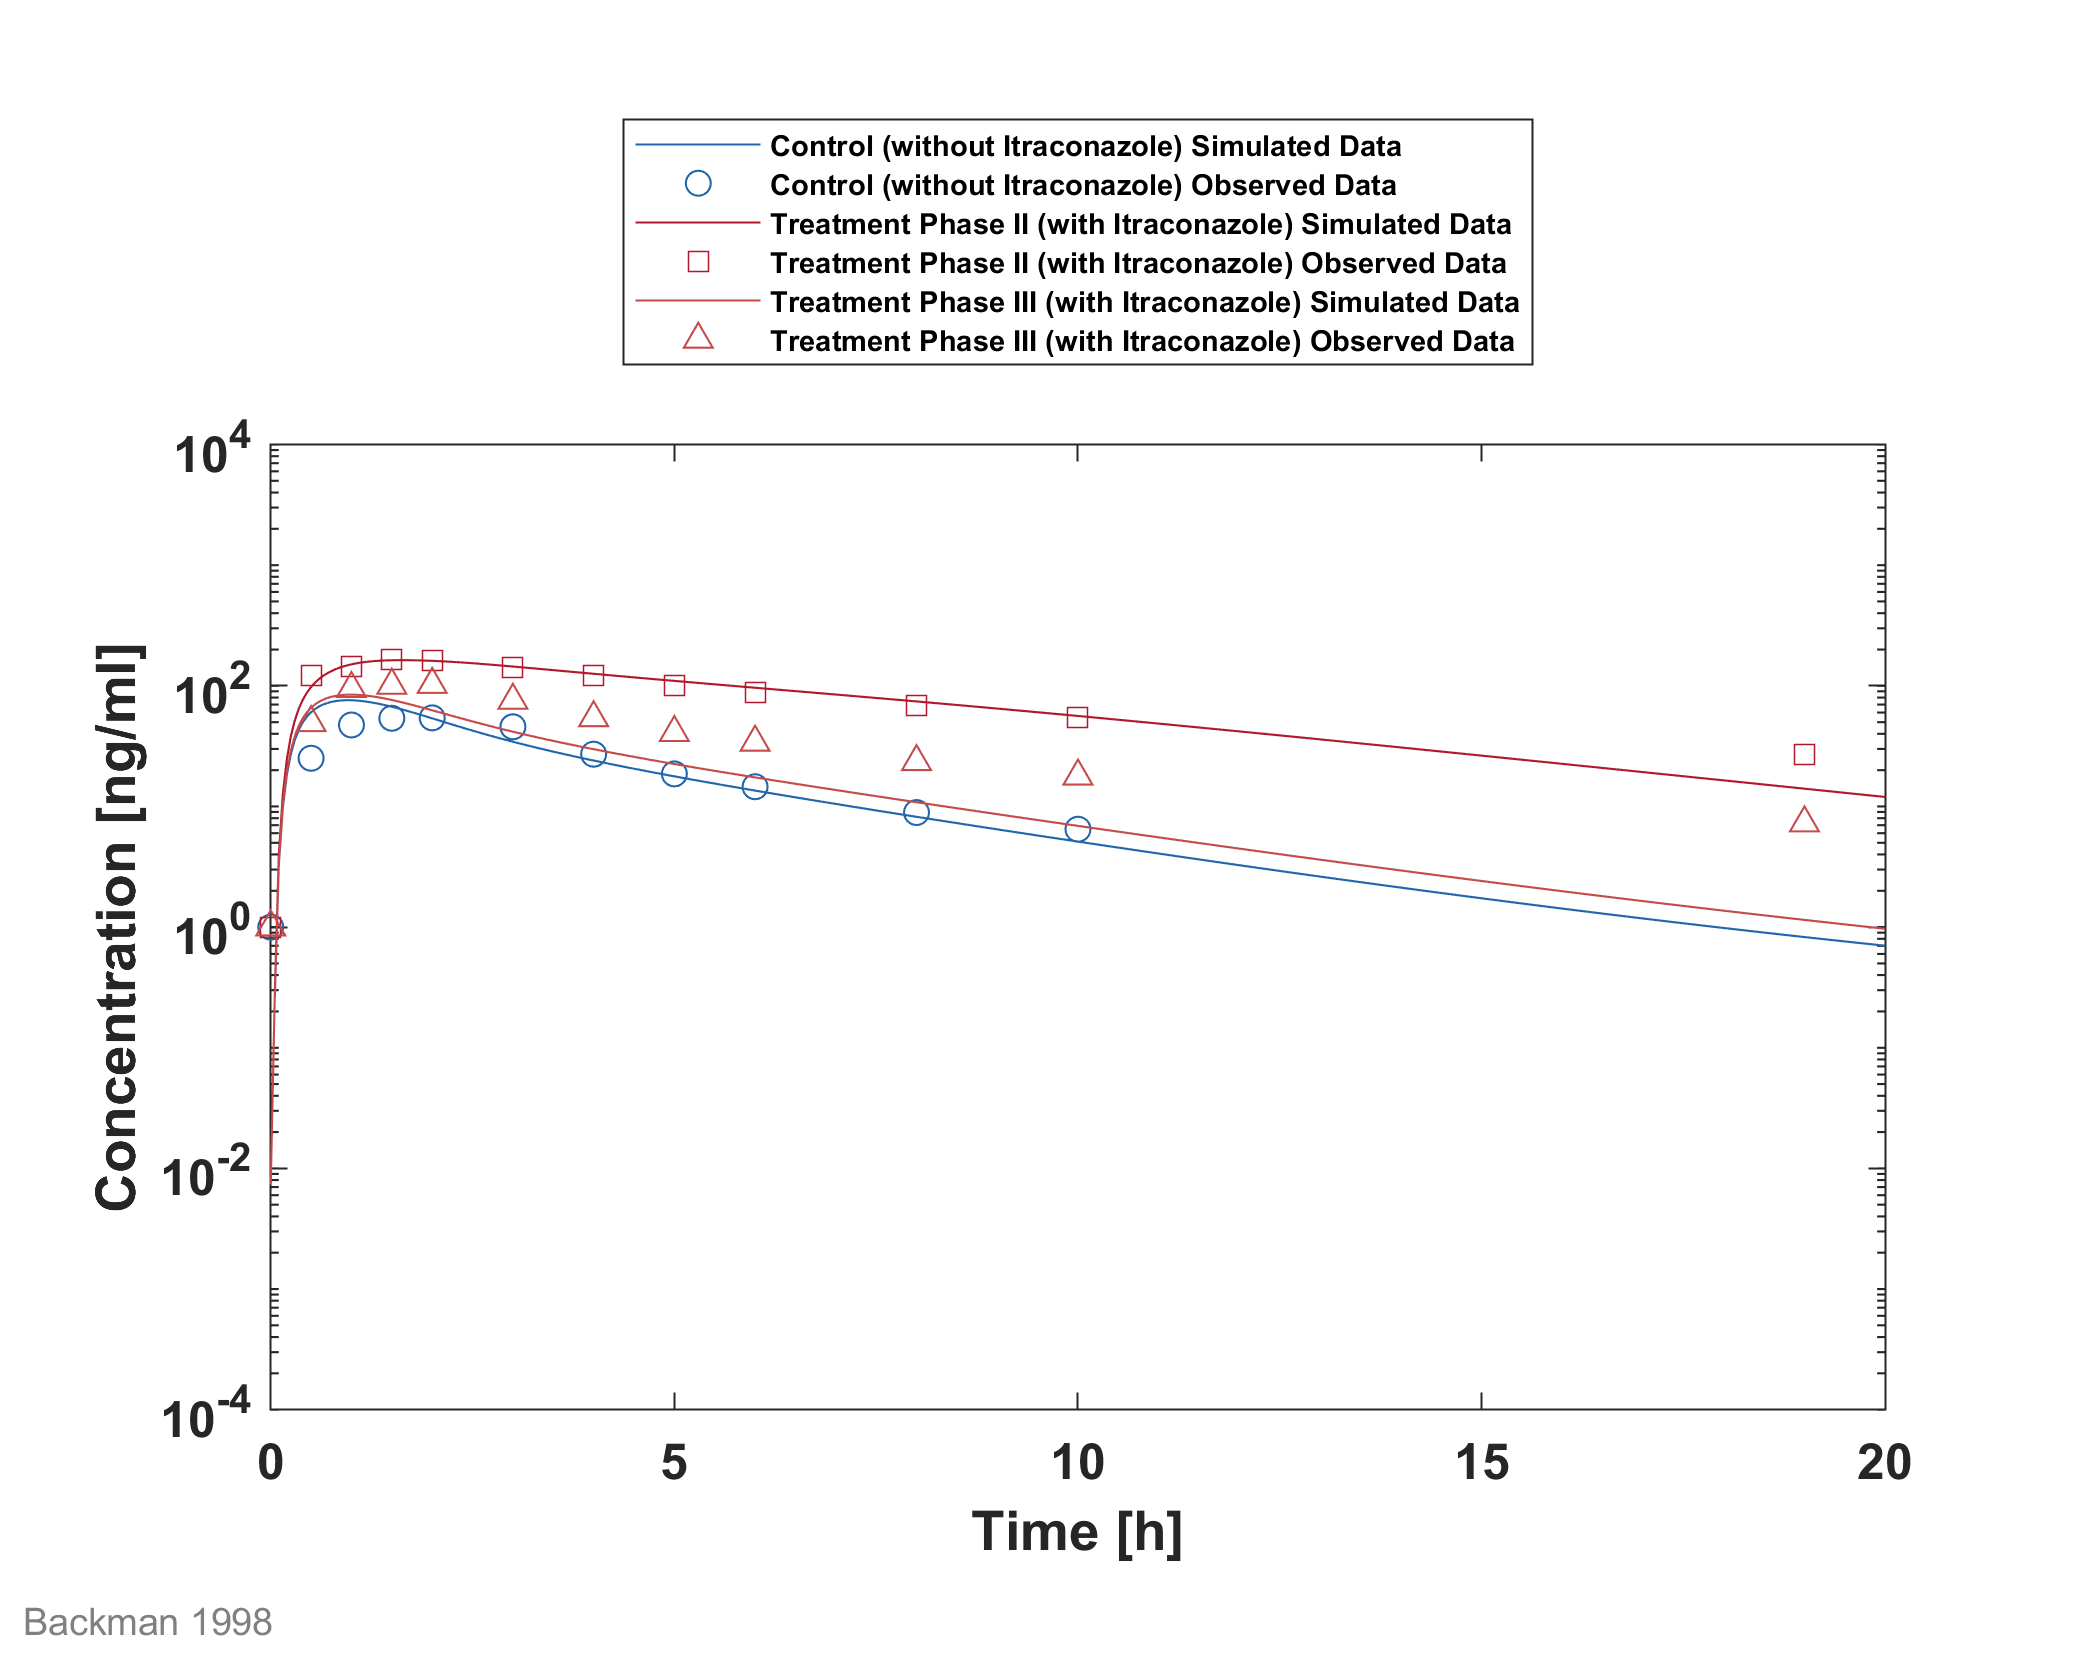 Control (without Itraconazole) Simulated Data
Control (without Itraconazole) Observed Data
Treatment Phase II (with Itraconazole) Simulated Data
Treatment Phase II (with Itraconazole) Observed Data
Treatment Phase III (with Itraconazole) Simulated Data
Treatment Phase III (with Itraconazole) Observed Data
10^4
10^2
10^0
10^-2
10^-4
Concentration [ng/ml]
0 5 10 15 20
Time [h]
Backman 1998